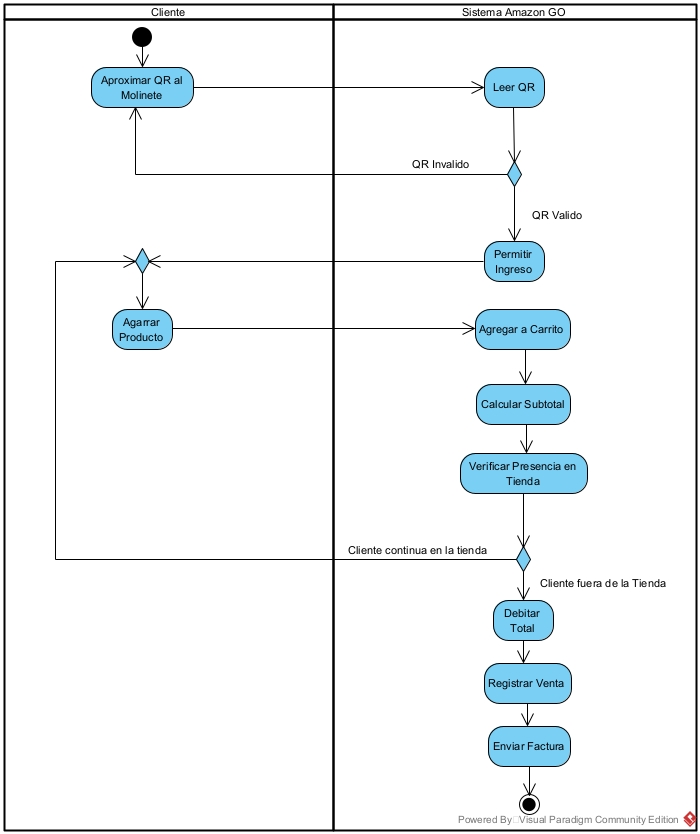 Cliente
Sistema Amazon GO
Aproximar QR al
Molinete
Leer QR
QR Invalido
QR Valido
Permitir
Ingreso
Agarrar
Producto
Agregar a Carrito
Calcular Subtotal
Verificar Presencia en
Tienda
Cliente continua en la tienda
Cliente fuera de la Tienda
Debitar
Total
Registrar Venta
Enviar Factura
Powered By Visual Paradigm Community Edition